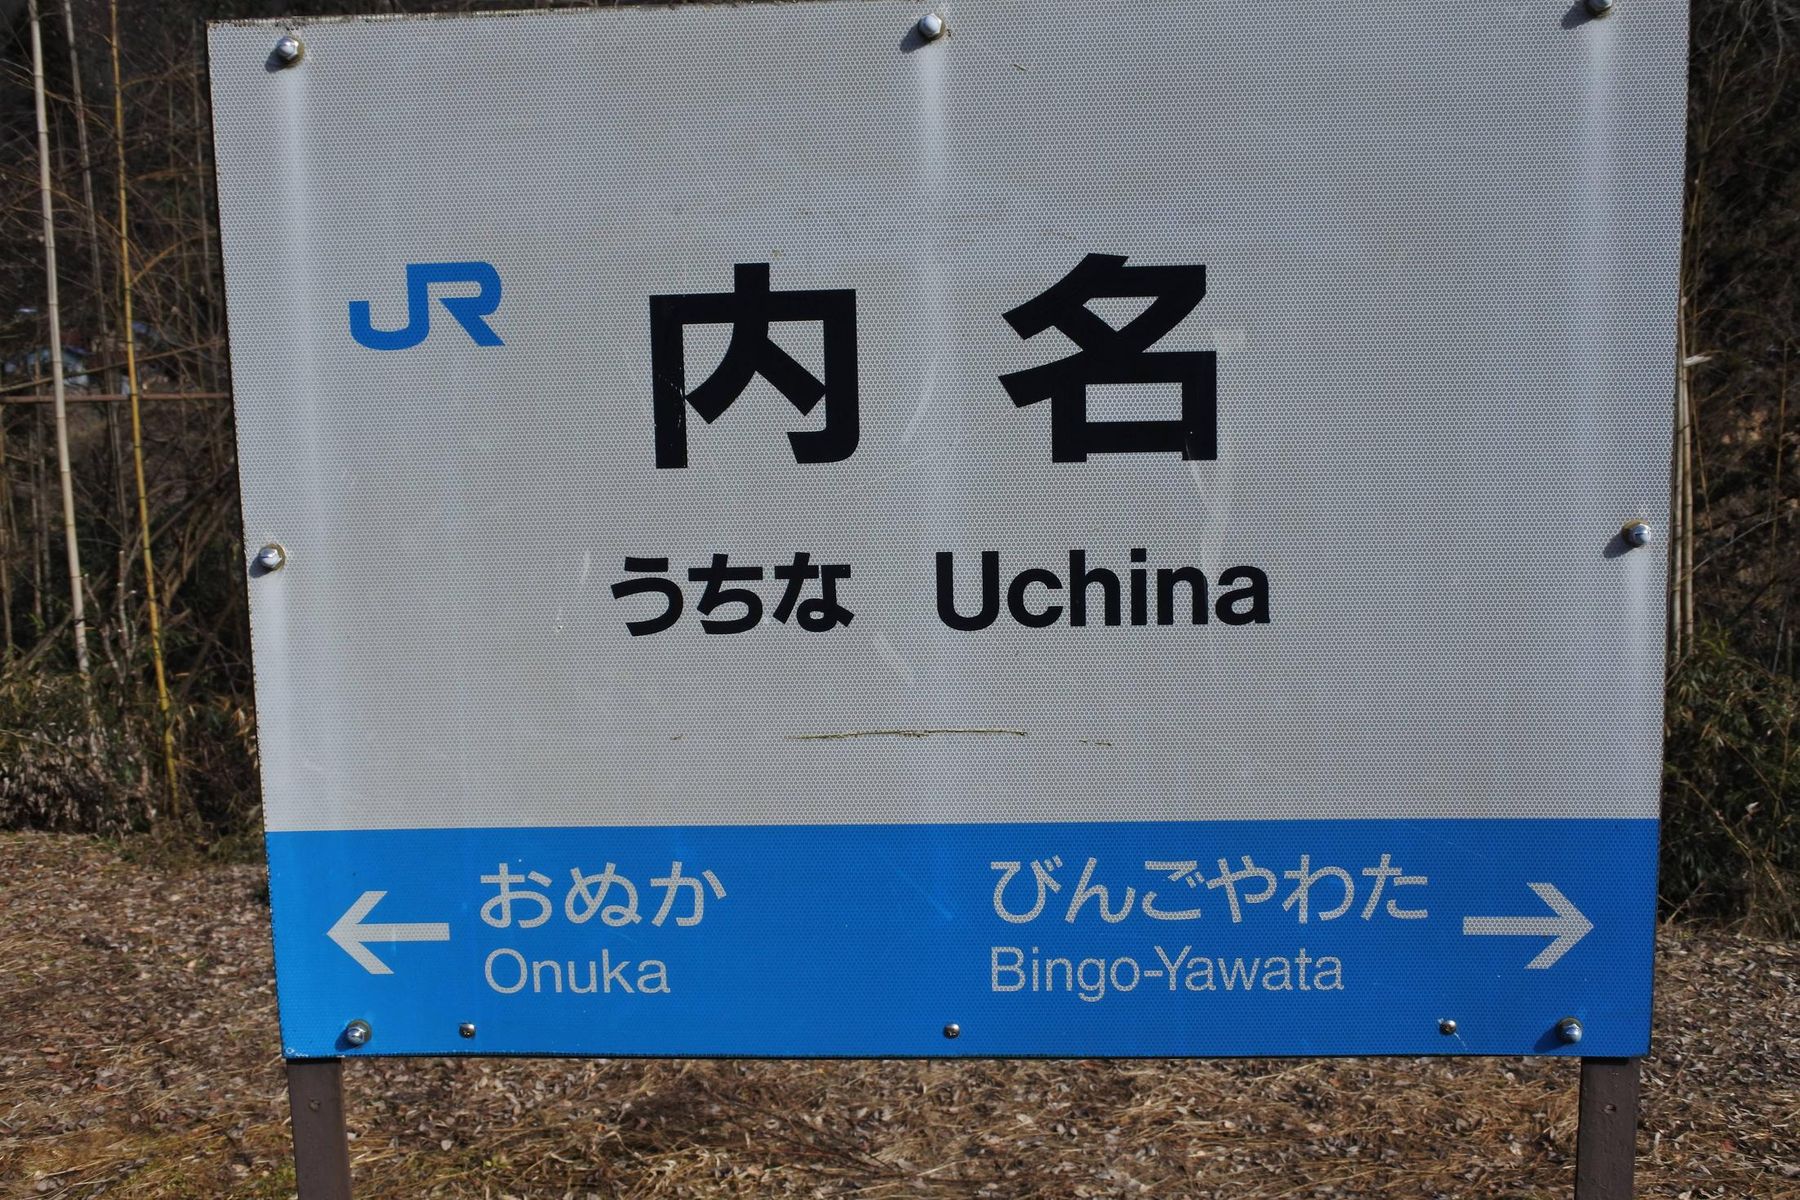 JR
内名
うちな Uchina
← おぬか びんごやわた →
Onuka Bingo-Yawata